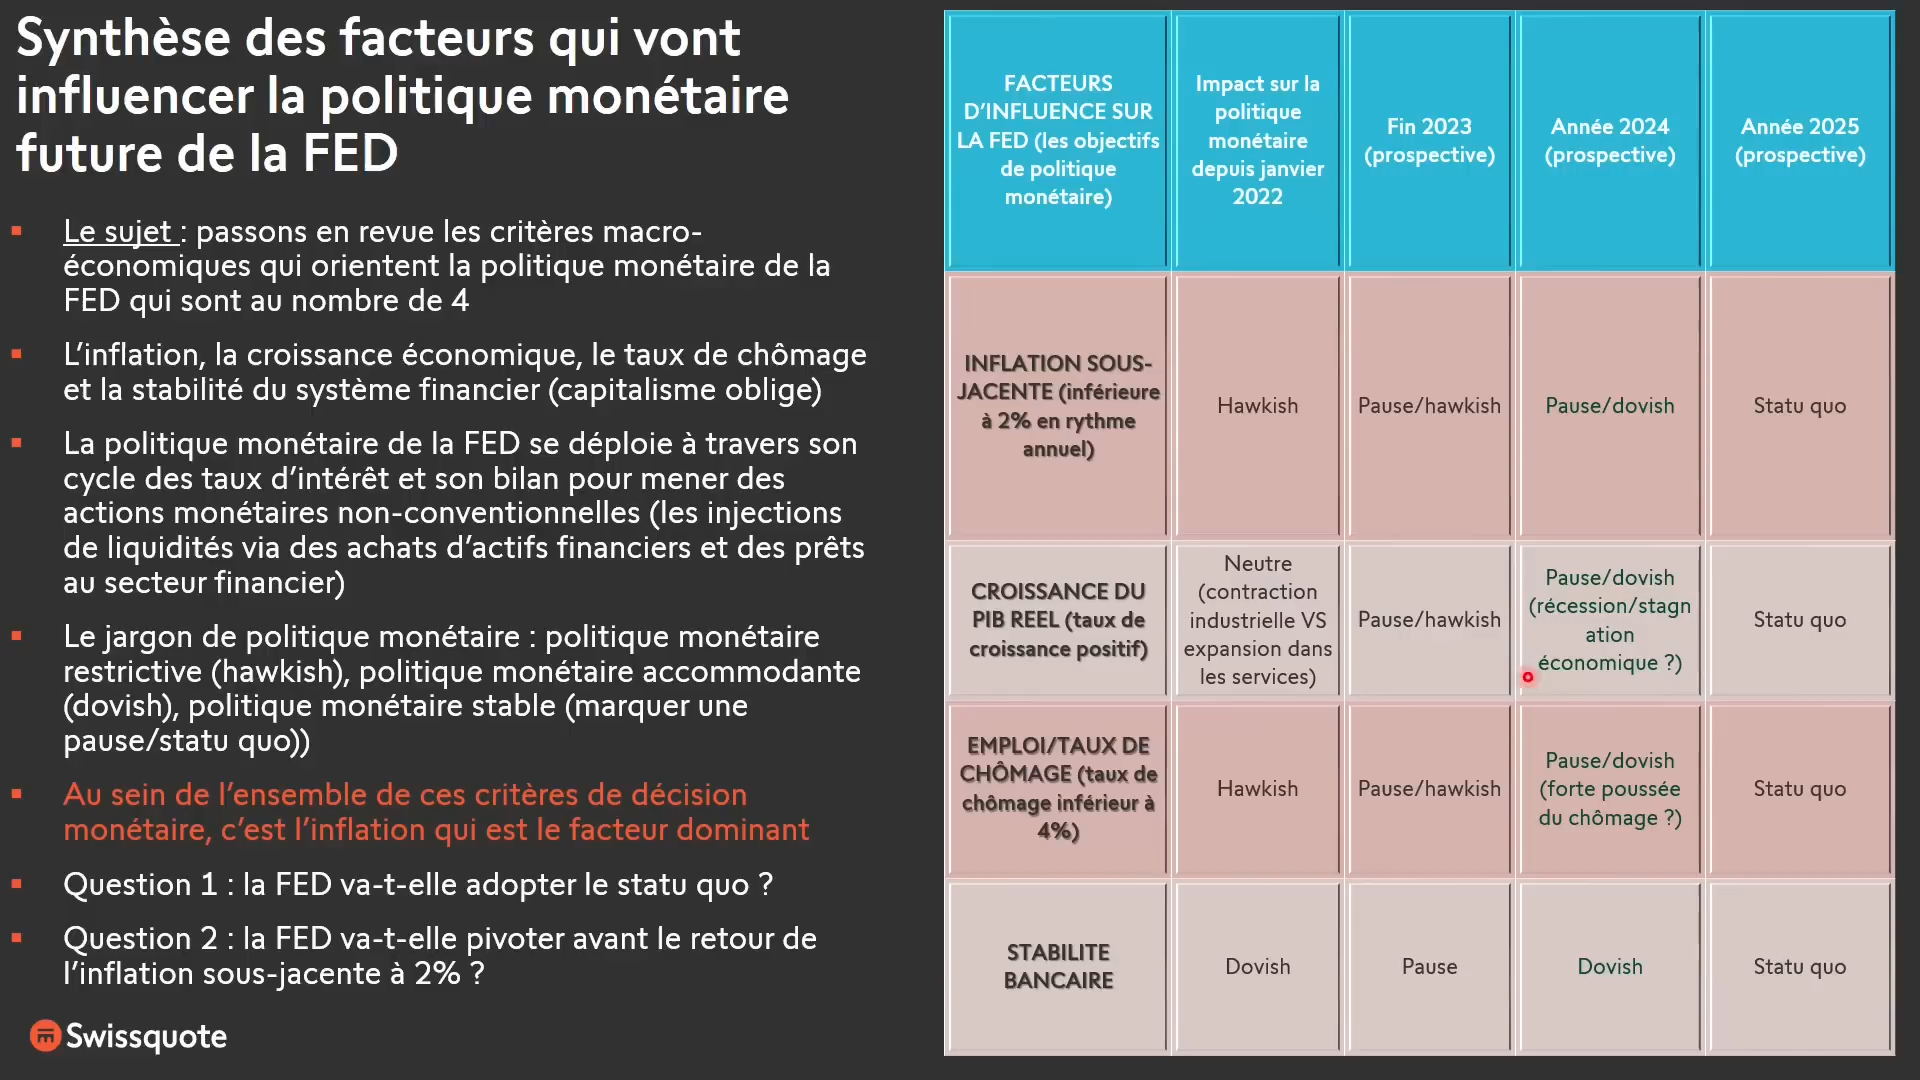 Synthèse des facteurs qui vont
influencer la politique monétaire
future de la FED
Le sujet : passons en revue les critères macro-
économiques qui orientent la politique monétaire de la
FED qui sont au nombre de 4
L’inflation, la croissance économique, le taux de chômage
et la stabilité du système financier (capitalisme oblige)
La politique monétaire de la FED se déploie à travers son
cycle des taux d’intérêt et son bilan pour mener des
actions monétaires non-conventionnelles (les injections
de liquidités via des achats d’actifs financiers et des prêts
au secteur financier)
Le jargon de politique monétaire : politique monétaire
restrictive (hawkish), politique monétaire accommodante
(dovish), politique monétaire stable (marquer une
pause/statu quo))
Au sein de l’ensemble de ces critères de décision
monétaire, c’est l’inflation qui est le facteur dominant
Question 1 : la FED va-t-elle adopter le statu quo ?
Question 2 : la FED va-t-elle pivoter avant le retour de
l’inflation sous-jacente à 2% ?
Swissquote
FACTEURS
D’INFLUENCE SUR
LA FED (les objectifs
de politique
monétaire)
Impact sur la
politique
monétaire
depuis janvier
2022
Fin 2023
(prospective)
Année 2024
(prospective)
Année 2025
(prospective)
INFLATION SOUS-
JACENTE (inférieure
à 2% en rythme
annuel)
Hawkish
Pause/hawkish
Pause/dovish
Statu quo
CROISSANCE DU
PIB REEL (taux de
croissance positif)
Neutre
(contraction
industrielle VS
expansion dans
les services)
Pause/hawkish
Pause/dovish
(récession/stagn
ation
économique ?)
Statu quo
EMPLOI/TAUX DE
CHÔMAGE (taux de
chômage inférieur à
4%)
Hawkish
Pause/hawkish
Pause/dovish
(forte poussée
du chômage ?)
Statu quo
STABILITE
BANCAIRE
Dovish
Pause
Dovish
Statu quo